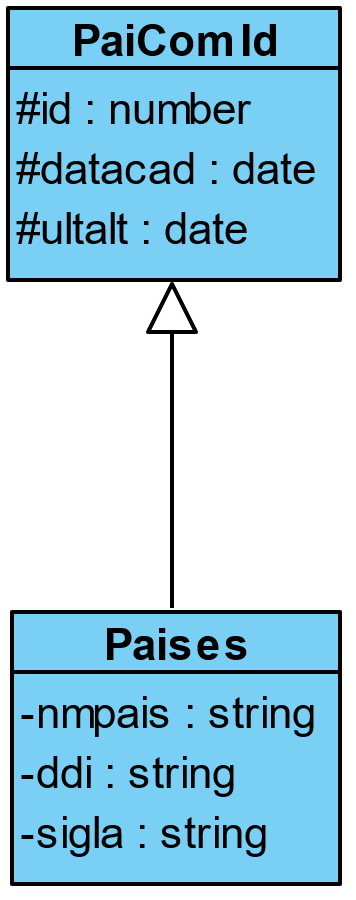 PaiComId
#id : number
#datacad : date
#ultalt : date
Paises
-nmpais : string
-ddi : string
-sigla : string